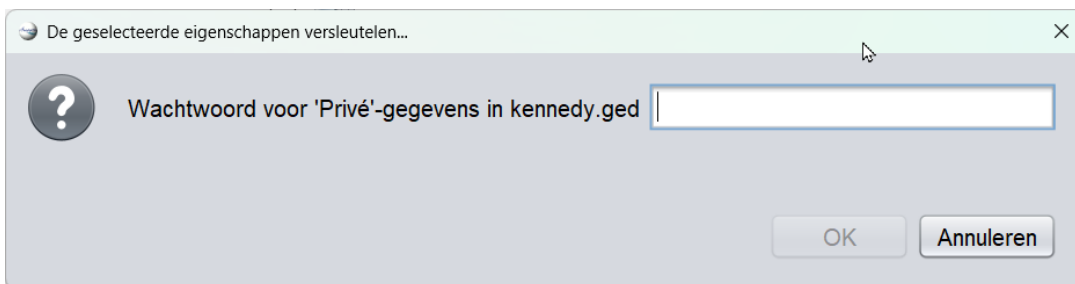 De geselecteerde eigenschappen versleutelen...
Wachtwoord voor 'Privé'-gegevens in kennedy.ged
OK
Annuleren